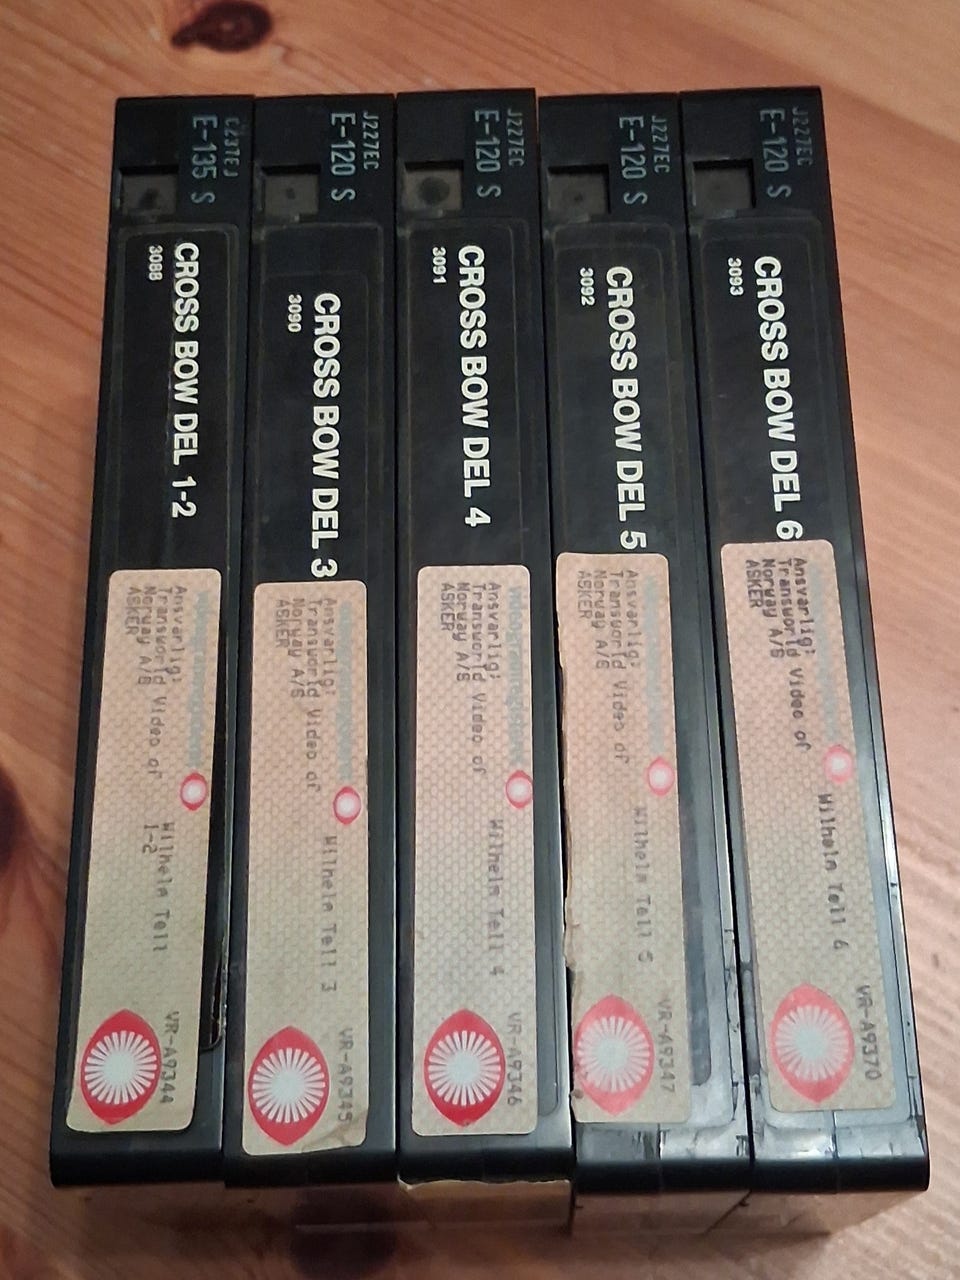 C237EJ
E-135 S
CROSS BOW DEL 1-2
3088
Ansvarlig:
Transworld Video of
Norway A/S
ASKER
Wilhelm Tell
1-2
VR-A9344
J227EC
E-120 S
CROSS BOW DEL 3
3090
Ansvarlig:
Transworld Video of
Norway A/S
ASKER
Wilhelm Tell 3
VR-A9345
J227EC
E-120 S
CROSS BOW DEL 4
3091
Ansvarlig:
Transworld Video of
Norway A/S
ASKER
Wilhelm Tell 4
VR-A9346
J227EC
E-120 S
CROSS BOW DEL 5
3092
Ansvarlig:
Transworld Video of
Norway A/S
ASKER
Wilhelm Tell 5
VR-A9347
J227EC
E-120 S
CROSS BOW DEL 6
3093
Ansvarlig:
Transworld Video of
Norway A/S
ASKER
Wilhelm Tell 6
VR-A9370